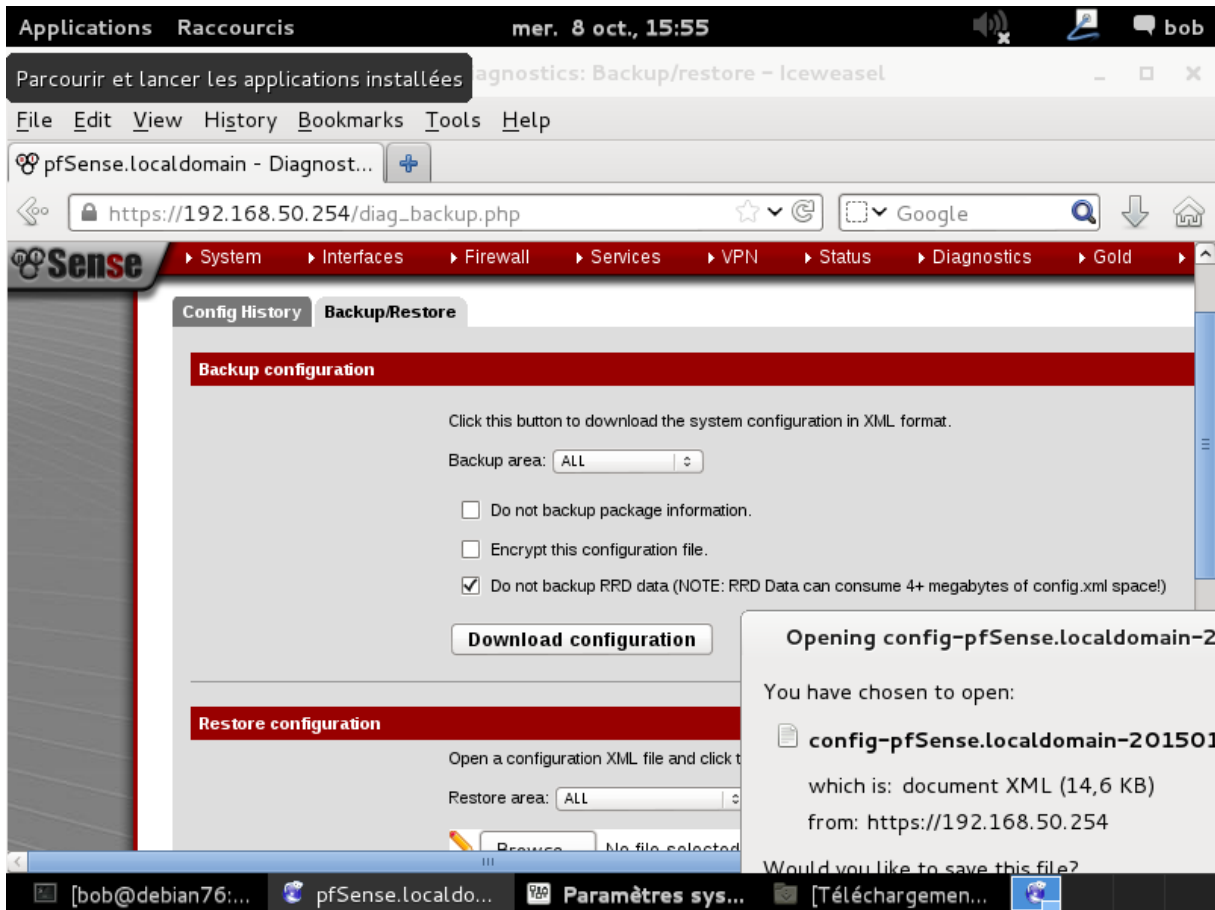 Applications Raccourcis mer. 8 oct., 15:55 bob
Parcourir et lancer les applications installées agnostics: Backup/restore - Iceweasel
File Edit View History Bookmarks Tools Help
pfSense.localdomain - Diagnost...
https://192.168.50.254/diag_backup.php Google
Sense System Interfaces Firewall Services VPN Status Diagnostics Gold
Config History Backup/Restore
Backup configuration
Click this button to download the system configuration in XML format.
Backup area: ALL
Do not backup package information.
Encrypt this configuration file.
Do not backup RRD data (NOTE: RRD Data can consume 4+ megabytes of config.xml space!)
Download configuration
Restore configuration
Open a configuration XML file and click t
Restore area: ALL
Browse... No file selected
Opening config-pfSense.localdomain-2
You have chosen to open:
config-pfSense.localdomain-201501
which is: document XML (14,6 KB)
from: https://192.168.50.254
Would you like to save this file?
[bob@debian76:... pfSense.localdo... Paramètres sys... [Téléchargemen...